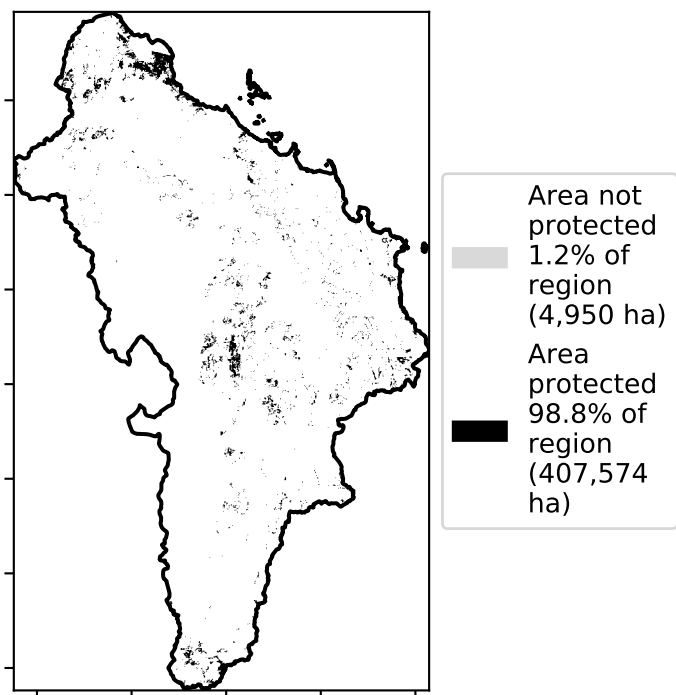 Area not
protected
1.2% of
region
(4,950 ha)
Area
protected
98.8% of
region
(407,574
ha)